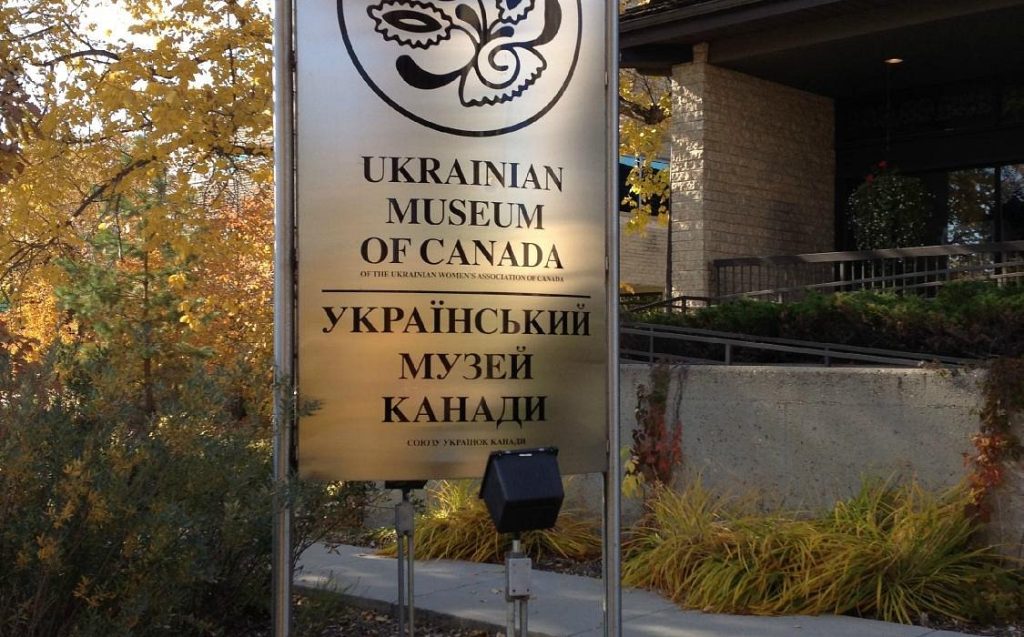 UKRAINIAN
MUSEUM
OF CANADA
OF THE UKRAINIAN WOMEN'S ASSOCIATION OF CANADA
УКРАЇНСЬКИЙ
МУЗЕЙ
КАНАДИ
СОЮЗУ УКРАЇНОК КАНАДИ